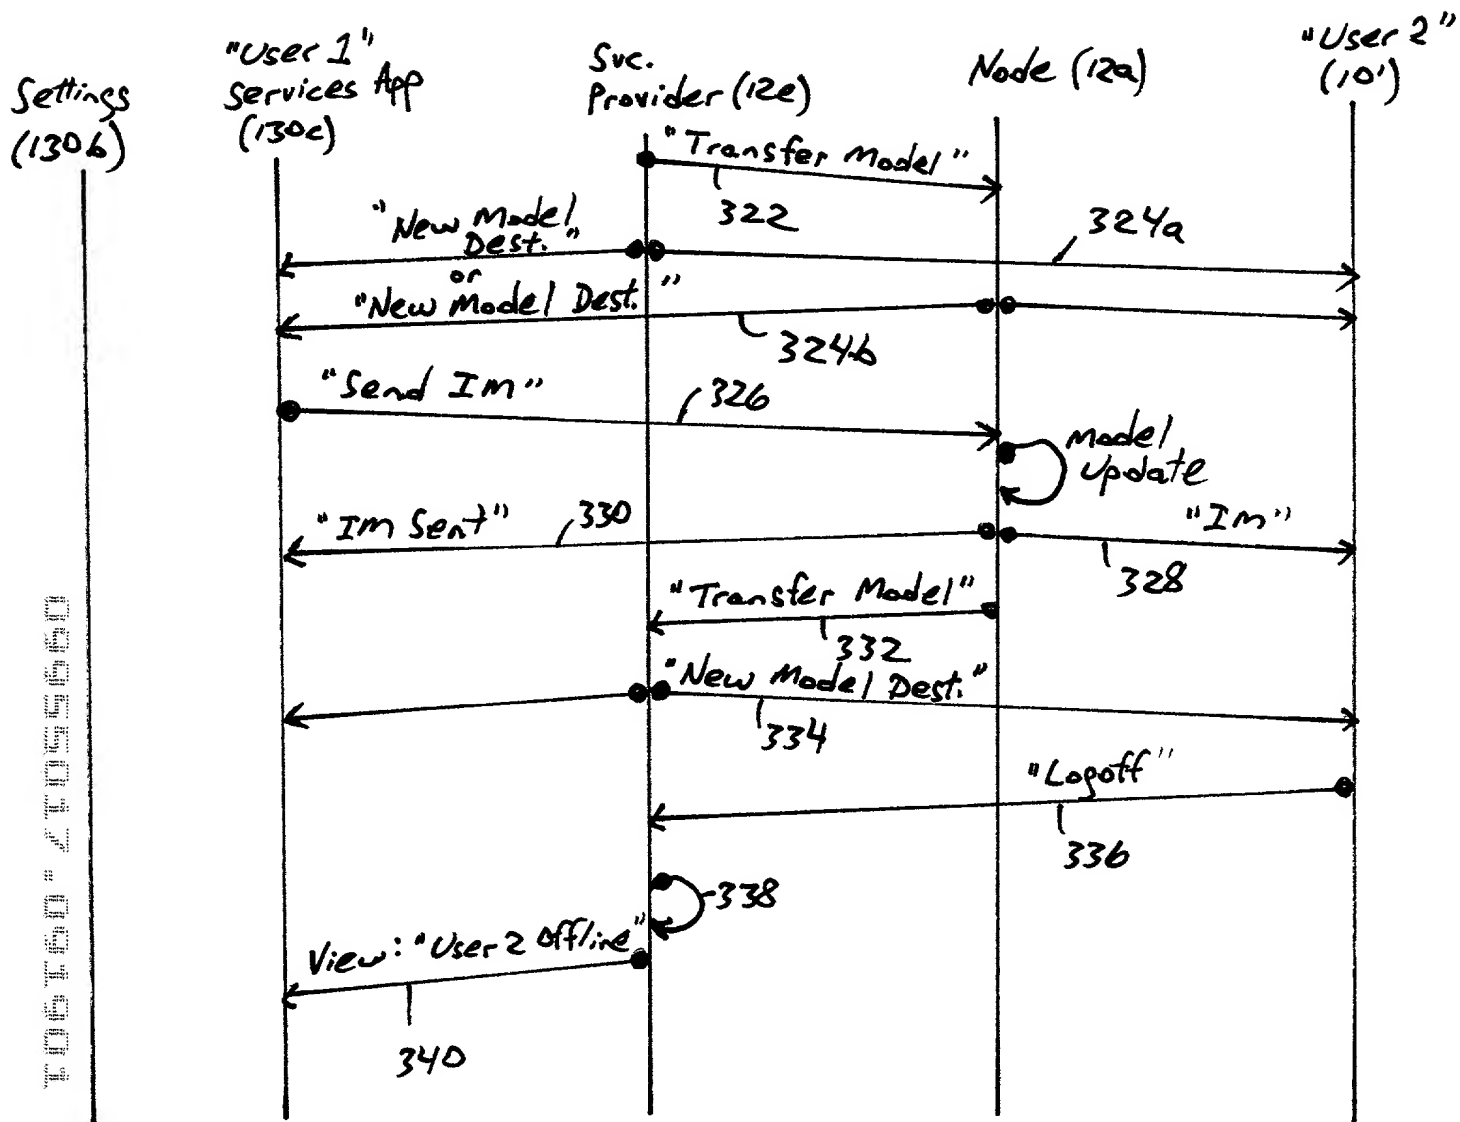 Settings
(130b)
"User 1"
Services App
(130c)
Svc.
Provider (12e)
Node (12a)
"User 2"
(10')
"Transfer Model"
322
"New Model
Dest."
324a
or
"New Model Dest."
324b
"Send Im"
326
Model
Update
"Im Sent"
330
"Im"
328
"Transfer Model"
332
"New Model Dest."
334
"Logoff"
336
338
View: "User 2 Offline"
340
09955017.091901